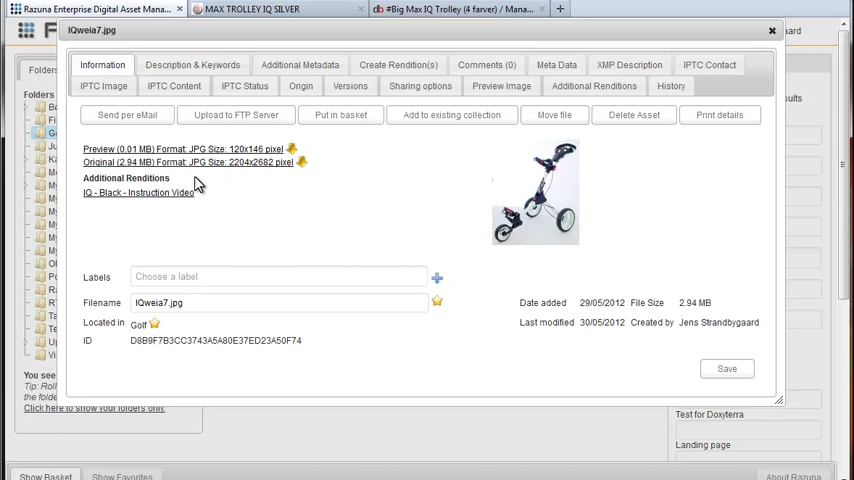 Razuna Enterprise Digital Asset Mana...
MAX TROLLEY IQ SILVER
#Big Max IQ Trolley (4 farver) / Mana...
IQweia7.jpg
Information Description & Keywords Additional Metadata Create Rendition(s) Comments (0) Meta Data XMP Description IPTC Contact
IPTC Image IPTC Content IPTC Status Origin Versions Sharing options Preview Image Additional Renditions History
Send per eMail Upload to FTP Server Put in basket Add to existing collection Move file Delete Asset Print details
Folders
Folders
sults
Preview (0.01 MB) Format: JPG Size: 120x146 pixel
Original (2.94 MB) Format: JPG Size: 2204x2682 pixel
Additional Renditions
IQ - Black - Instruction Video
Labels Choose a label
Filename IQweia7.jpg
Date added 29/05/2012 File Size 2.94 MB
Located in Golf
Last modified 30/05/2012 Created by Jens Strandbygaard
ID D8B9F7B3CC3743A5A80E37ED23A50F74
Save
You see
Tip: Roll
the folde
Click here to show your folders only.
Test for Doxyterra
Landing page
Show Basket Show Favorites About Razuna